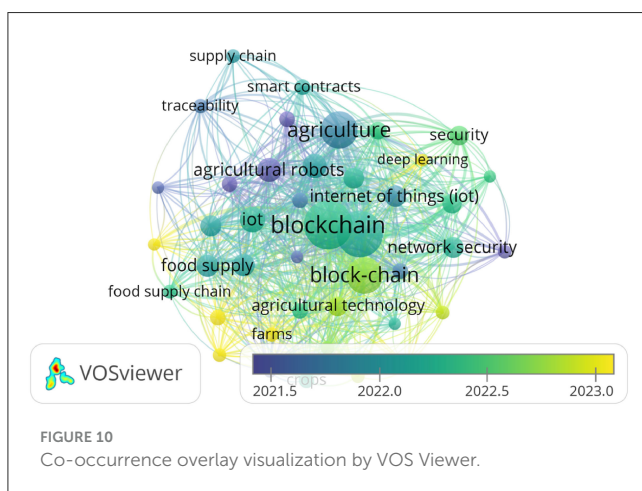 supply chain
smart contracts
traceability
agriculture
security
deep learning
agricultural robots
internet of things (iot)
iot
blockchain
network security
food supply
block-chain
food supply chain
agricultural technology
farms
VOSviewer
crops
2021.5 2022.0 2022.5 2023.0
FIGURE 10
Co-occurrence overlay visualization by VOS Viewer.